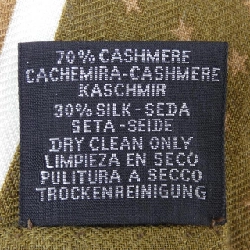 70% CASHMERE
CACHEMIRA-CASHMERE
KASCHMIR
30% SILK-SEDA
SETA-SEIDE
DRY CLEAN ONLY
LIMPIEZA EN SECO
PULITURA A SECCO
TROCKENREINIGUNG